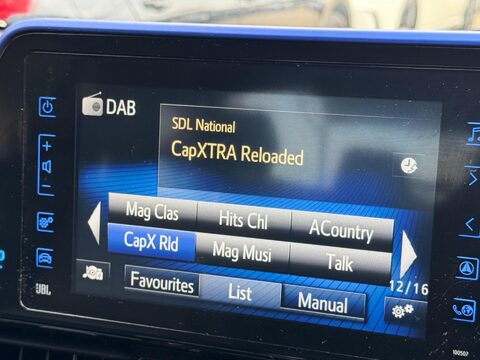 DAB
SDL National
CapXTRA Reloaded
Mag Clas
Hits Chl
ACountry
CapX Rld
Mag Musi
Talk
12/16
Favourites
List
Manual
JBL
100507